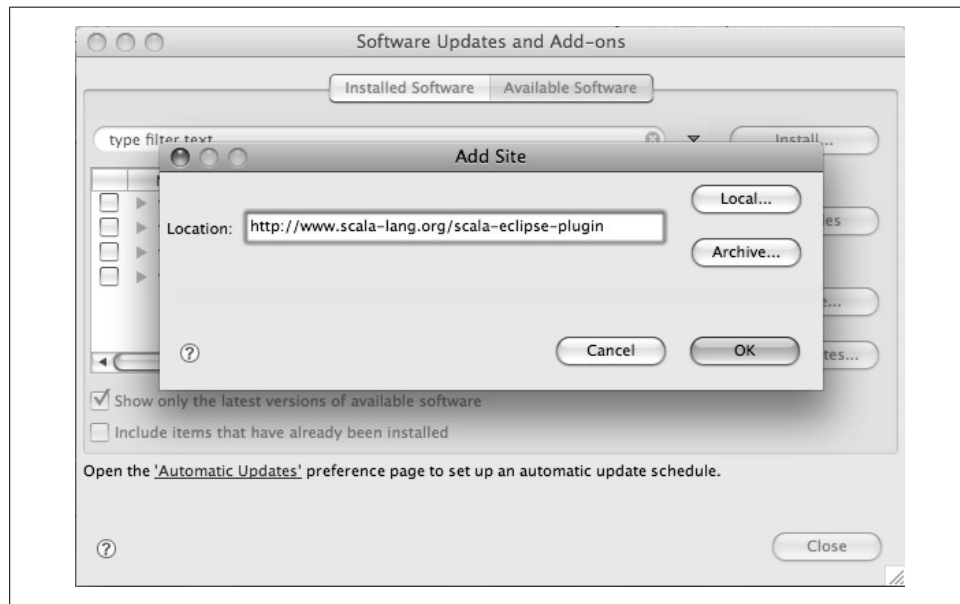 Software Updates and Add-ons
Installed Software Available Software
type filter text
Install...
Add Site
Location: http://www.scala-lang.org/scala-eclipse-plugin
Local...
Archive...
Cancel OK
Show only the latest versions of available software
Include items that have already been installed
Open the 'Automatic Updates' preference page to set up an automatic update schedule.
Close